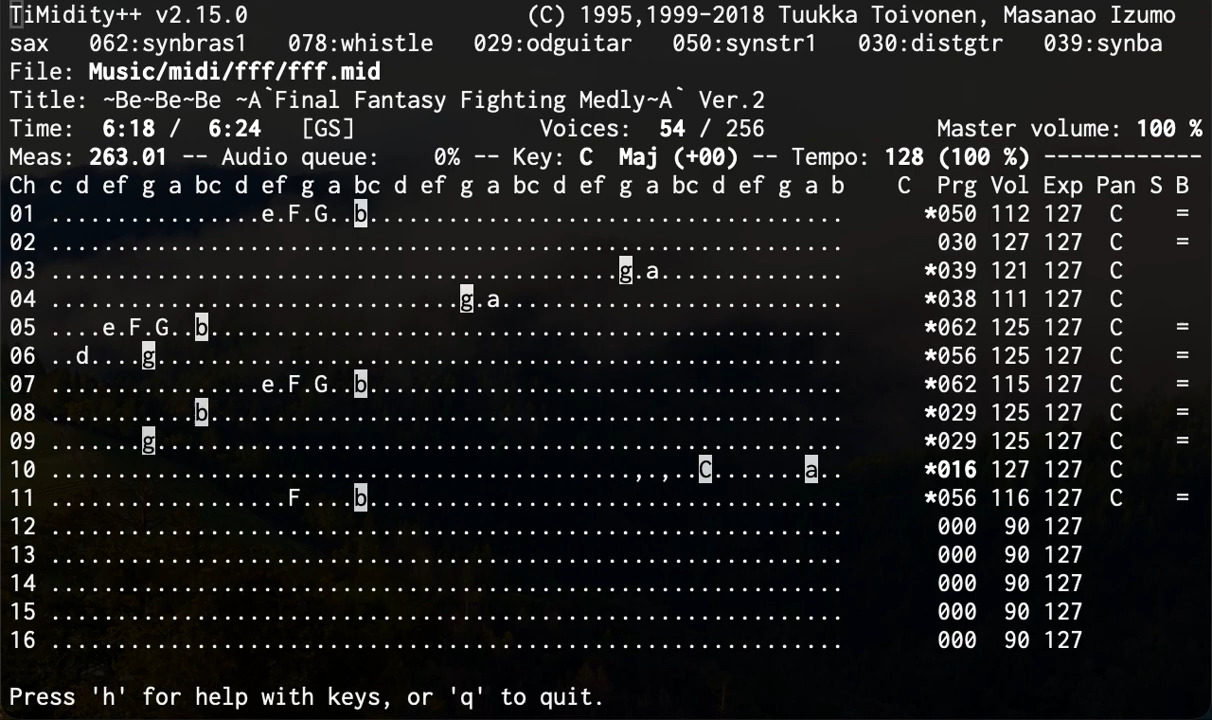 TiMidity++ v2.15.0 (C) 1995,1999-2018 Tuukka Toivonen, Masanao Izumo
sax 062:synbras1 078:whistle 029:odguitar 050:synstr1 030:distgtr 039:synba
File: Music/midi/fff/fff.mid
Title: ~Be~Be~Be ~A`Final Fantasy Fighting Medly~A` Ver.2
Time: 6:18 / 6:24 [GS] Voices: 54 / 256 Master volume: 100 %
Meas: 263.01 -- Audio queue: 0% -- Key: C Maj (+00) -- Tempo: 128 (100 %) ------------
Ch c d ef g a bc d ef g a bc d ef g a bc d ef g a bc d ef g a b C Prg Vol Exp Pan S B
01 ................e.F.G..b.................................... *050 112 127 C =
02 ............................................................ 030 127 127 C =
03 ...........................................g.a.............. *039 121 127 C
04 ...............................g.a.......................... *038 111 127 C
05 ....e.F.G..b................................................ *062 125 127 C =
06 ..d....g.................................................... *056 125 127 C =
07 ................e.F.G..b.................................... *062 115 127 C =
08 ...........b................................................ *029 125 127 C =
09 .......g.................................................... *029 125 127 C =
10 ............................................,.,..C.......a.. *016 127 127 C
11 ..................F....b.................................... *056 116 127 C =
12 ............................................................ 000 90 127
13 ............................................................ 000 90 127
14 ............................................................ 000 90 127
15 ............................................................ 000 90 127
16 ............................................................ 000 90 127
Press 'h' for help with keys, or 'q' to quit.